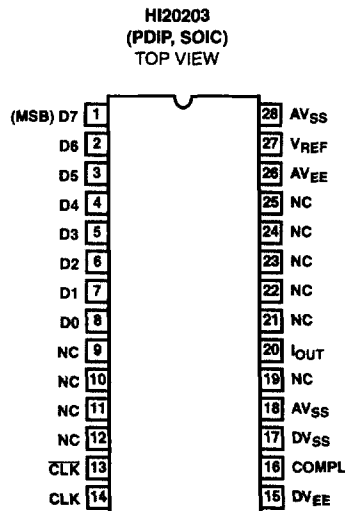 HI20203
(PDIP, SOIC)
TOP VIEW
(MSB) D7 1 28 AVSS
D6 2 27 VREF
D5 3 26 AVEE
D4 4 25 NC
D3 5 24 NC
D2 6 23 NC
D1 7 22 NC
D0 8 21 NC
NC 9 20 IOUT
NC 10 19 NC
NC 11 18 AVSS
NC 12 17 DVSS
C̅L̅K̅ 13 16 COMPL
CLK 14 15 DVEE